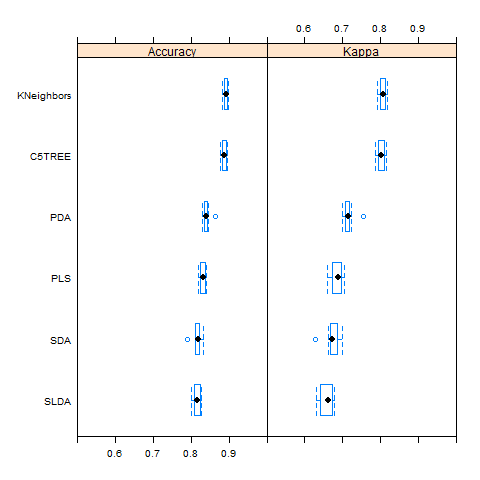 0.6 0.7 0.8 0.9
Accuracy Kappa
KNeighbors
C5TREE
PDA
PLS
SDA
SLDA
0.6 0.7 0.8 0.9